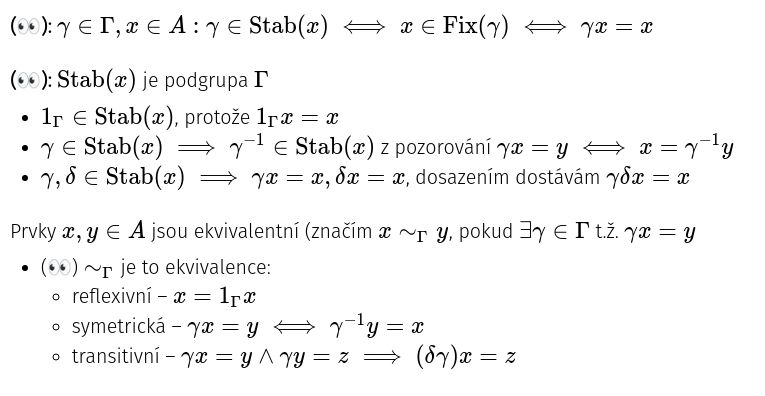 (👀): γ ∈ Γ, x ∈ A : γ ∈ Stab(x) ⟺ x ∈ Fix(γ) ⟺ γx = x
(👀): Stab(x) je podgrupa Γ
• 1_Γ ∈ Stab(x), protože 1_Γx = x
• γ ∈ Stab(x) ⟹ γ⁻¹ ∈ Stab(x) z pozorování γx = y ⟺ x = γ⁻¹y
• γ, δ ∈ Stab(x) ⟹ γx = x, δx = x, dosazením dostávám γδx = x
Prvky x, y ∈ A jsou ekvivalentní (značím x ∼_Γ y, pokud ∃γ ∈ Γ t.ž. γx = y
• (👀) ∼_Γ je to ekvivalence:
◦ reflexivní – x = 1_Γx
◦ symetrická – γx = y ⟺ γ⁻¹y = x
◦ transitivní – γx = y ∧ γy = z ⟹ (δγ)x = z